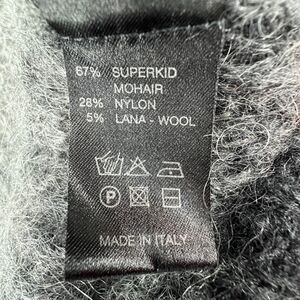 67% SUPERKID
MOHAIR
28% NYLON
5% LANA - WOOL
P
MADE IN ITALY